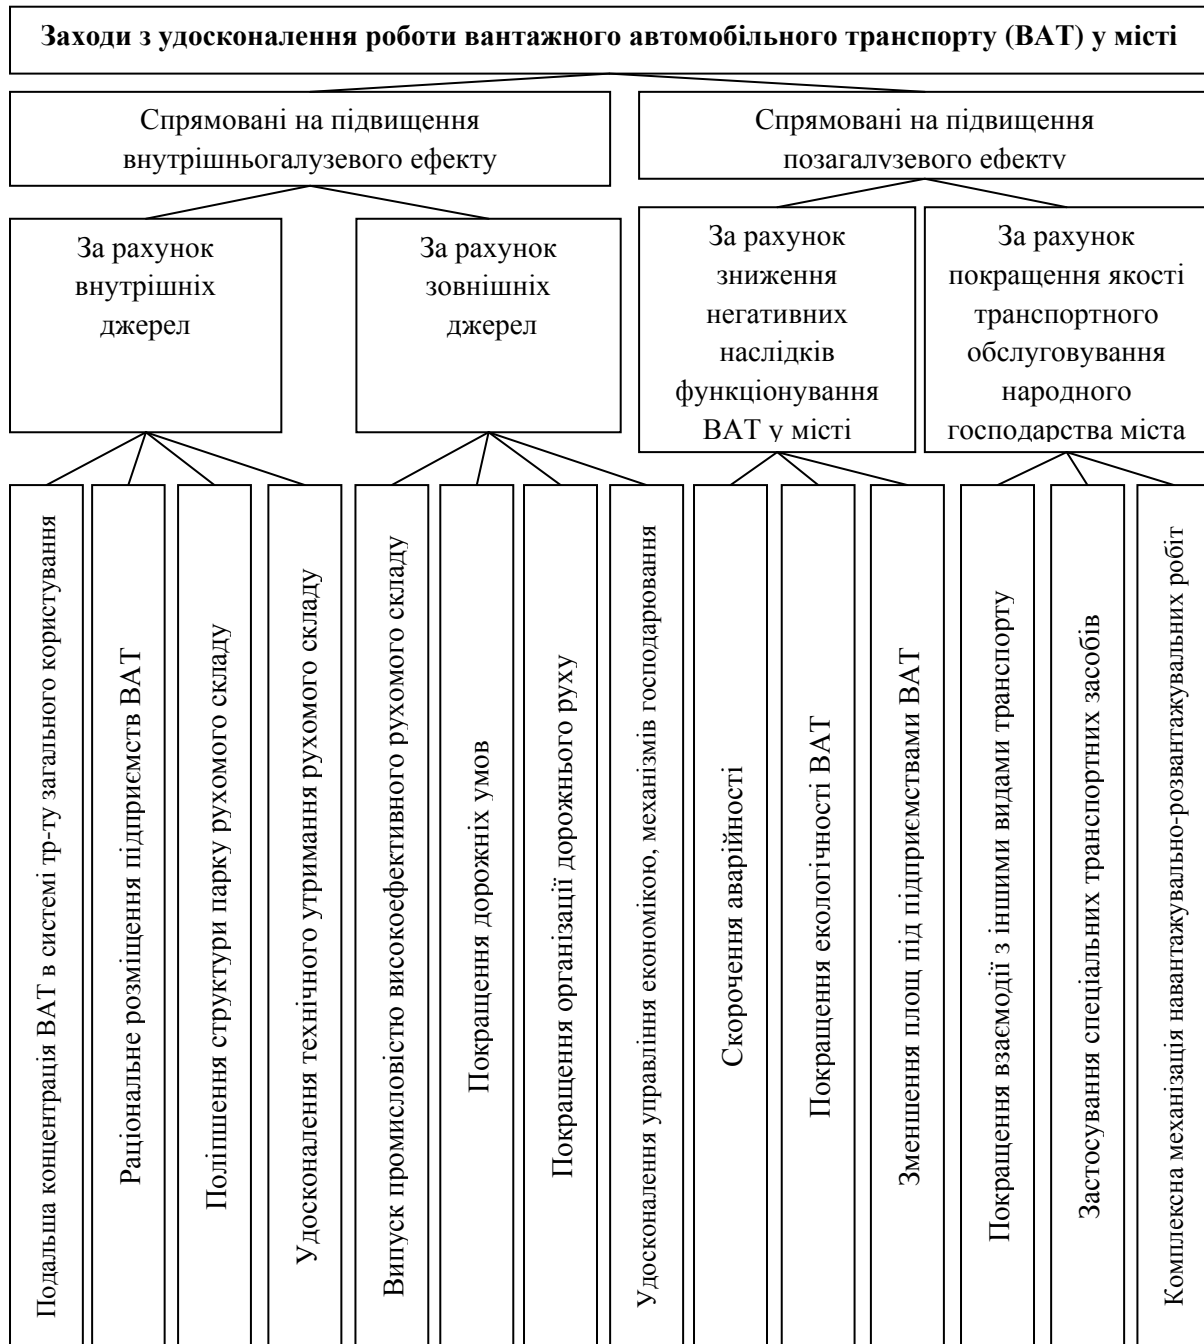 Заходи з удосконалення роботи вантажного автомобільного транспорту (ВАТ) у місті
Спрямовані на підвищення
внутрішньогалузевого ефекту
Спрямовані на підвищення
позагалузевого ефекту
За рахунок
внутрішніх
джерел
За рахунок
зовнішніх
джерел
За рахунок
зниження
негативних
наслідків
функціонування
ВАТ у місті
За рахунок
покращення якості
транспортного
обслуговування
народного
господарства міста
Подальша концентрація ВАТ в системі тр-ту загального користування
Раціональне розміщення підприємств ВАТ
Поліпшення структури парку рухомого складу
Удосконалення технічного утримання рухомого складу
Випуск промисловістю високоефективного рухомого складу
Покращення дорожніх умов
Покращення організації дорожнього руху
Удосконалення управління економікою, механізмів господарювання
Скорочення аварійності
Покращення екологічності ВАТ
Зменшення площ під підприємствами ВАТ
Покращення взаємодії з іншими видами транспорту
Застосування спеціальних транспортних засобів
Комплексна механізація навантажувально-розвантажувальних робіт